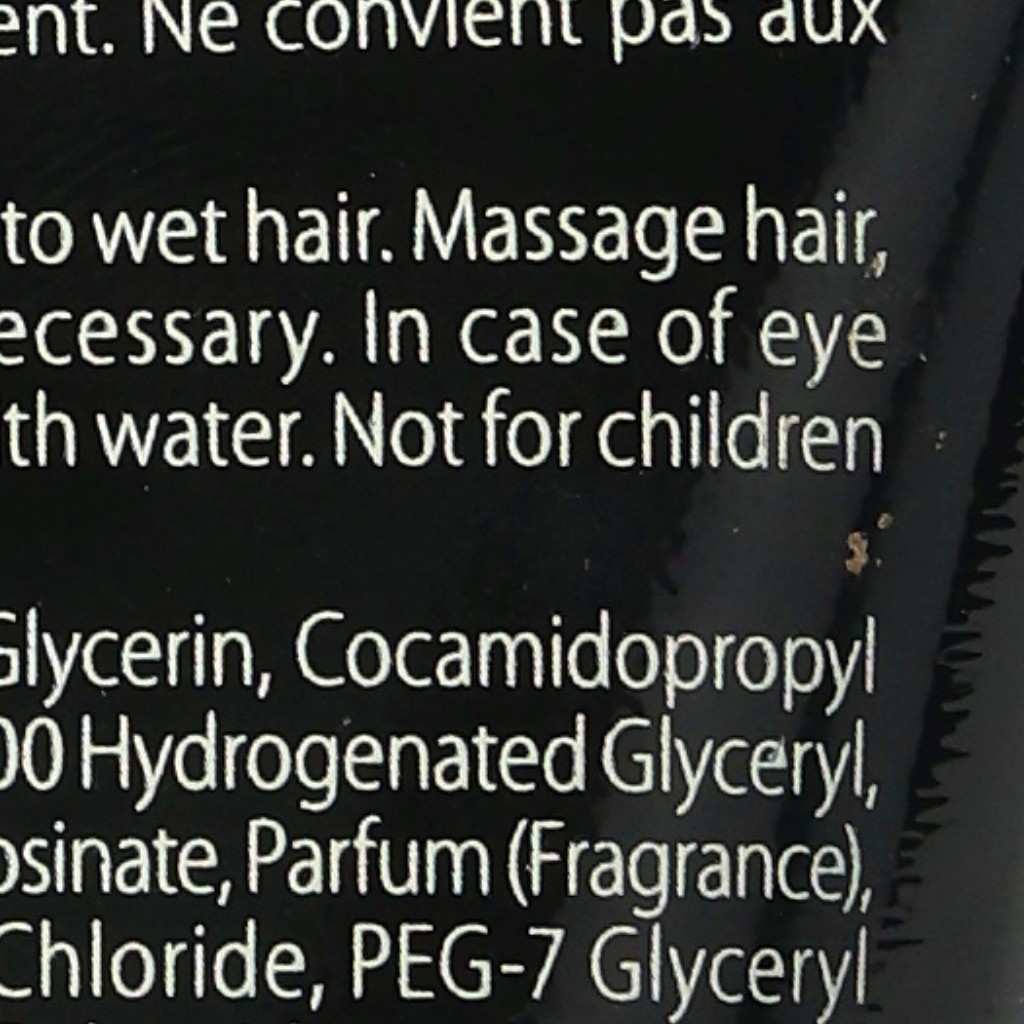 ent. Ne convient pas aux
to wet hair. Massage hair,
ecessary. In case of eye
ith water. Not for children
Glycerin, Cocamidopropyl
00 Hydrogenated Glyceryl,
osinate, Parfum (Fragrance),
Chloride, PEG-7 Glyceryl